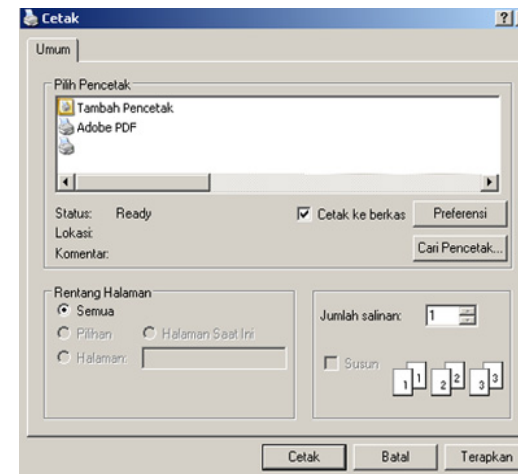 Cetak
Umum
Pilih Pencetak
Tambah Pencetak
Adobe PDF
Status: Ready
Cetak ke berkas
Preferensi
Lokasi:
Komentar:
Cari Pencetak...
Rentang Halaman
Semua
Pilihan Halaman Saat Ini
Halaman:
Jumlah salinan: 1
Susun
1 1 2 2 3 3
Cetak Batal Terapkan